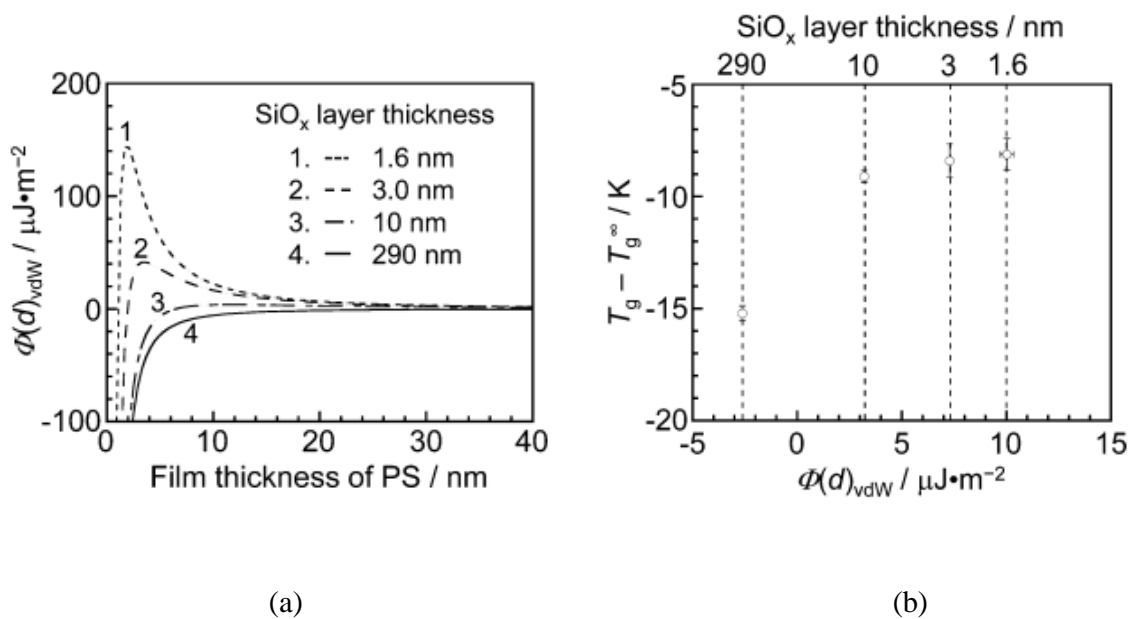 200
100
0
-100
0 10 20 30 40
Φ(d)vdW / μJ•m⁻²
Film thickness of PS / nm
SiOx layer thickness
1. 1.6 nm
2. 3.0 nm
3. 10 nm
4. 290 nm
1
2
3
4
(a)
SiOx layer thickness / nm
290 10 3 1.6
-5
-10
-15
-20
-5 0 5 10 15
Tg − Tg∞ / K
Φ(d)vdW / μJ•m⁻²
(b)